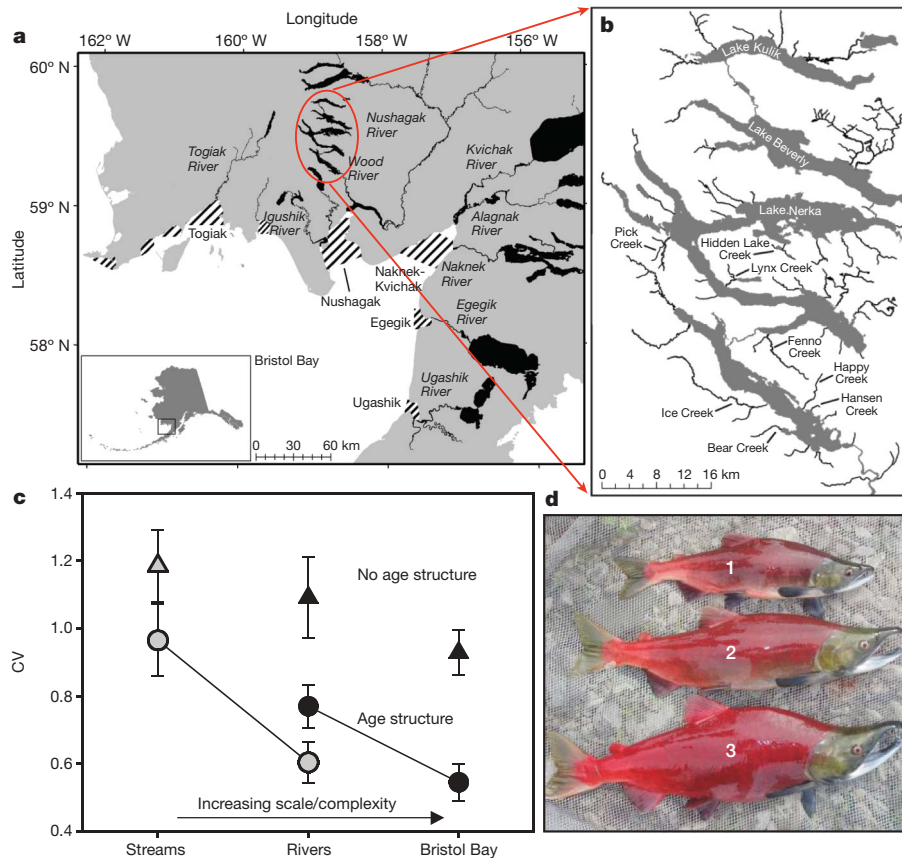 Longitude
a
162° W
160° W
158° W
156° W
Latitude
60° N
59° N
58° N
Nushagak
River
Togiak
River
Wood
River
Kvichak
River
Igushik
River
Alagnak
River
Togiak
Nushagak
Naknek-
Kvichak
Naknek
River
Egegik
River
Egegik
Ugashik
River
Ugashik
Bristol Bay
0 30 60 km
b
Lake Kulik
Lake Beverly
Lake Nerka
Pick
Creek
Hidden Lake
Creek
Lynx Creek
Fenno
Creek
Happy
Creek
Hansen
Creek
Ice Creek
Bear Creek
0 4 8 12 16 km
c
CV
1.4
1.2
1.0
0.8
0.6
0.4
No age structure
Age structure
Increasing scale/complexity
Streams
Rivers
Bristol Bay
d
1
2
3